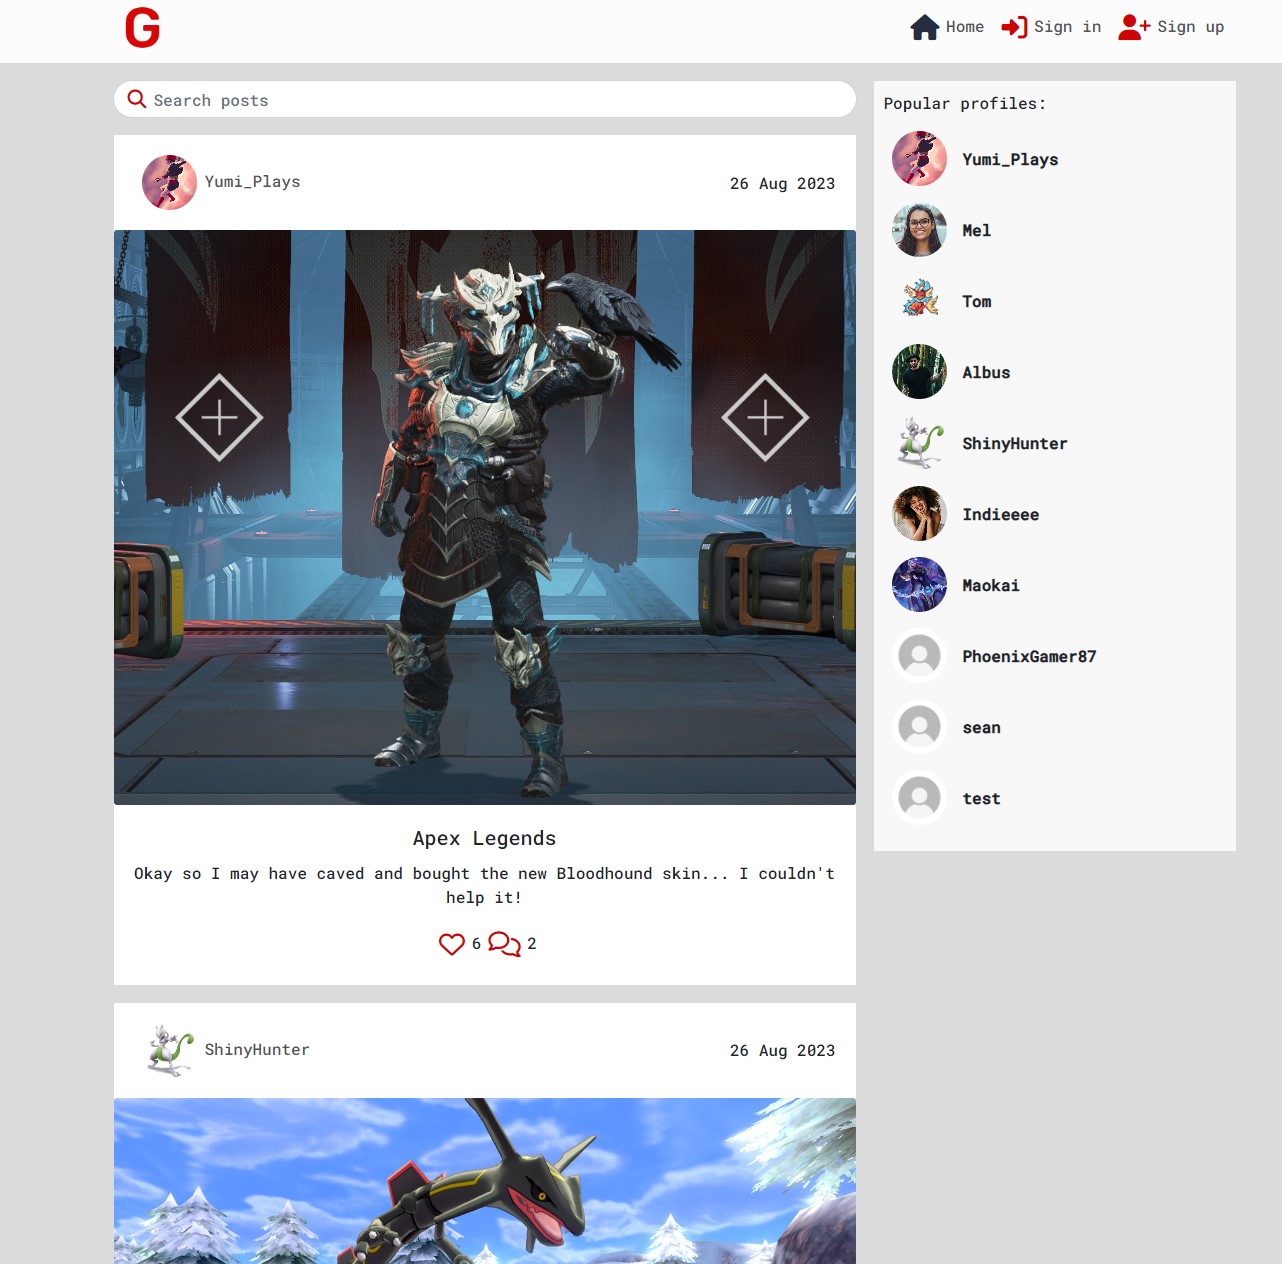 G
Home Sign in Sign up
Search posts
Popular profiles:
Yumi_Plays
Mel
Tom
Albus
ShinyHunter
Indieeee
Maokai
PhoenixGamer87
sean
test
Yumi_Plays 26 Aug 2023
Apex Legends
Okay so I may have caved and bought the new Bloodhound skin... I couldn't
help it!
6 2
ShinyHunter 26 Aug 2023